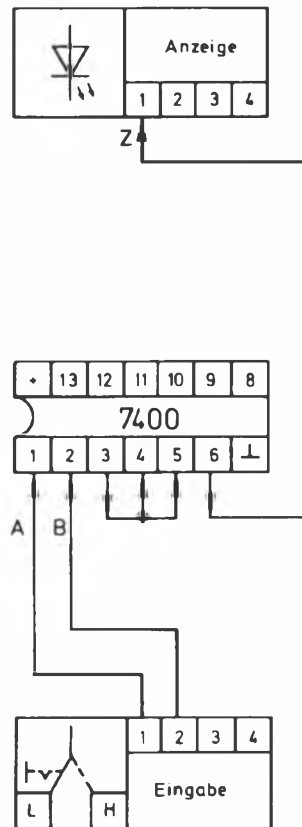 Anzeige
1 2 3 4
Z
+ 13 12 11 10 9 8
7400
1 2 3 4 5 6 ⊥
A B
1 2 3 4
Eingabe
L H